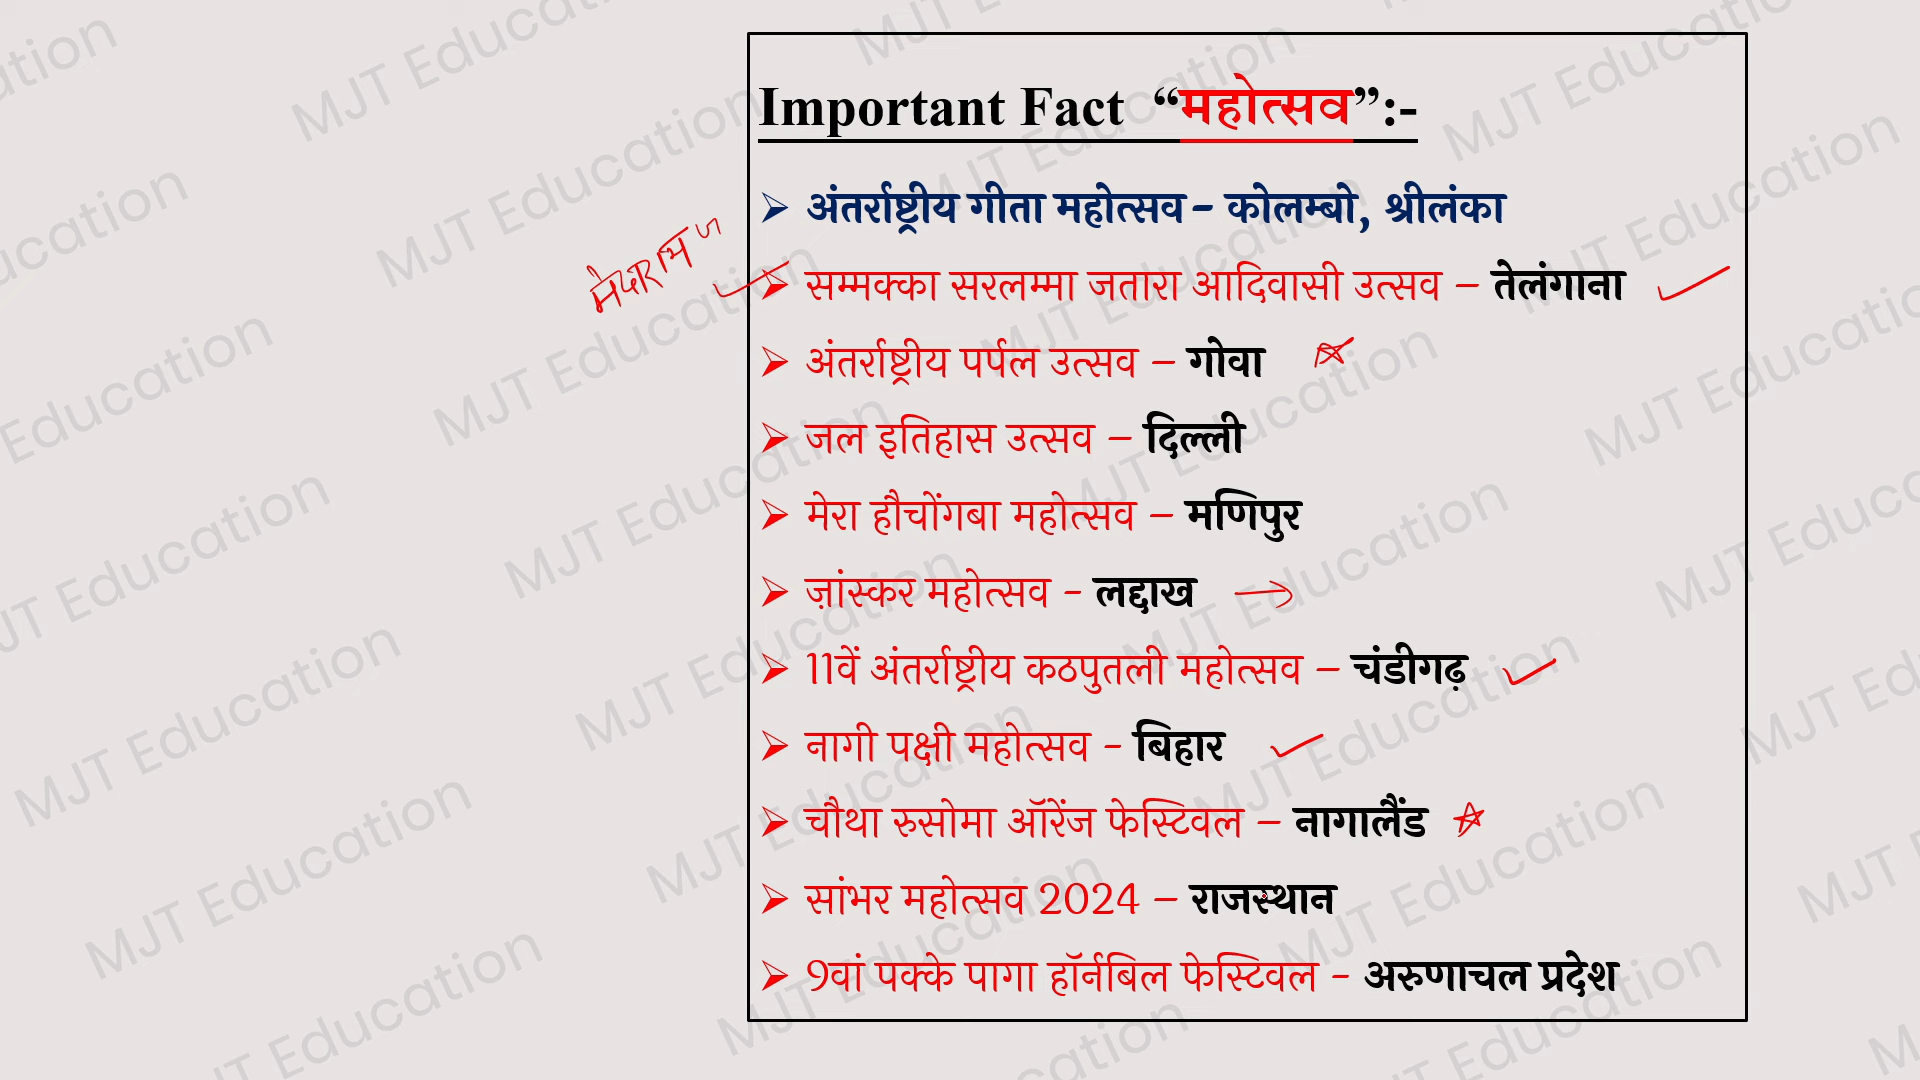 Important Fact “महोत्सव”:-
➢ अंतर्राष्ट्रीय गीता महोत्सव- कोलम्बो, श्रीलंका
मेदाराम
➢ सम्मक्का सरलम्मा जतारा आदिवासी उत्सव – तेलंगाना
➢ अंतर्राष्ट्रीय पर्पल उत्सव – गोवा
➢ जल इतिहास उत्सव – दिल्ली
➢ मेरा हौचोंगबा महोत्सव – मणिपुर
➢ ज़ांस्कर महोत्सव - लद्दाख
➢ 11वें अंतर्राष्ट्रीय कठपुतली महोत्सव – चंडीगढ़
➢ नागी पक्षी महोत्सव - बिहार
➢ चौथा रुसोमा ऑरेंज फेस्टिवल – नागालैंड
➢ सांभर महोत्सव 2024 – राजस्थान
➢ 9वां पक्के पागा हॉर्नबिल फेस्टिवल - अरुणाचल प्रदेश
MJT Education